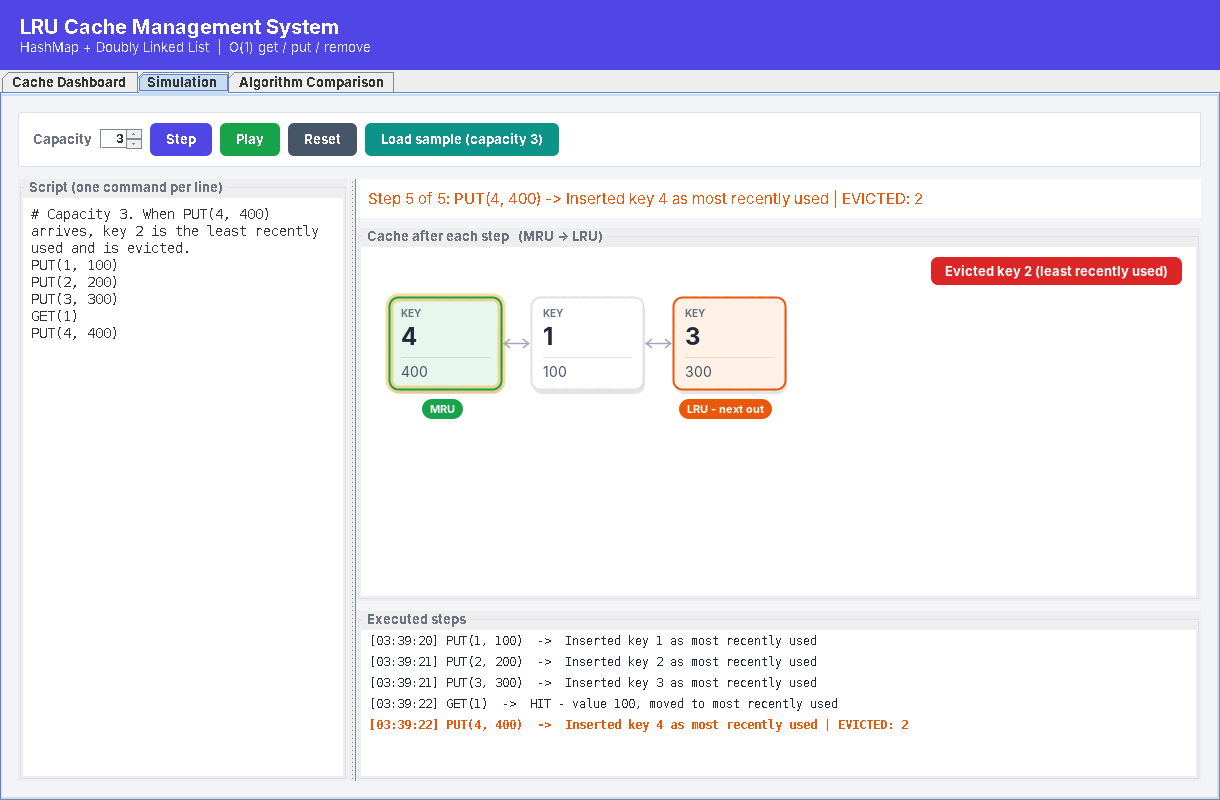 LRU Cache Management System
HashMap + Doubly Linked List | O(1) get / put / remove
Cache Dashboard
Simulation
Algorithm Comparison
Capacity
3
Step
Play
Reset
Load sample (capacity 3)
Script (one command per line)
# Capacity 3. When PUT(4, 400)
arrives, key 2 is the least recently
used and is evicted.
PUT(1, 100)
PUT(2, 200)
PUT(3, 300)
GET(1)
PUT(4, 400)
Step 5 of 5: PUT(4, 400) -> Inserted key 4 as most recently used | EVICTED: 2
Cache after each step (MRU → LRU)
Evicted key 2 (least recently used)
KEY
4
400
MRU
KEY
1
100
KEY
3
300
LRU - next out
Executed steps
[03:39:20] PUT(1, 100) -> Inserted key 1 as most recently used
[03:39:21] PUT(2, 200) -> Inserted key 2 as most recently used
[03:39:21] PUT(3, 300) -> Inserted key 3 as most recently used
[03:39:22] GET(1) -> HIT - value 100, moved to most recently used
[03:39:22] PUT(4, 400) -> Inserted key 4 as most recently used | EVICTED: 2